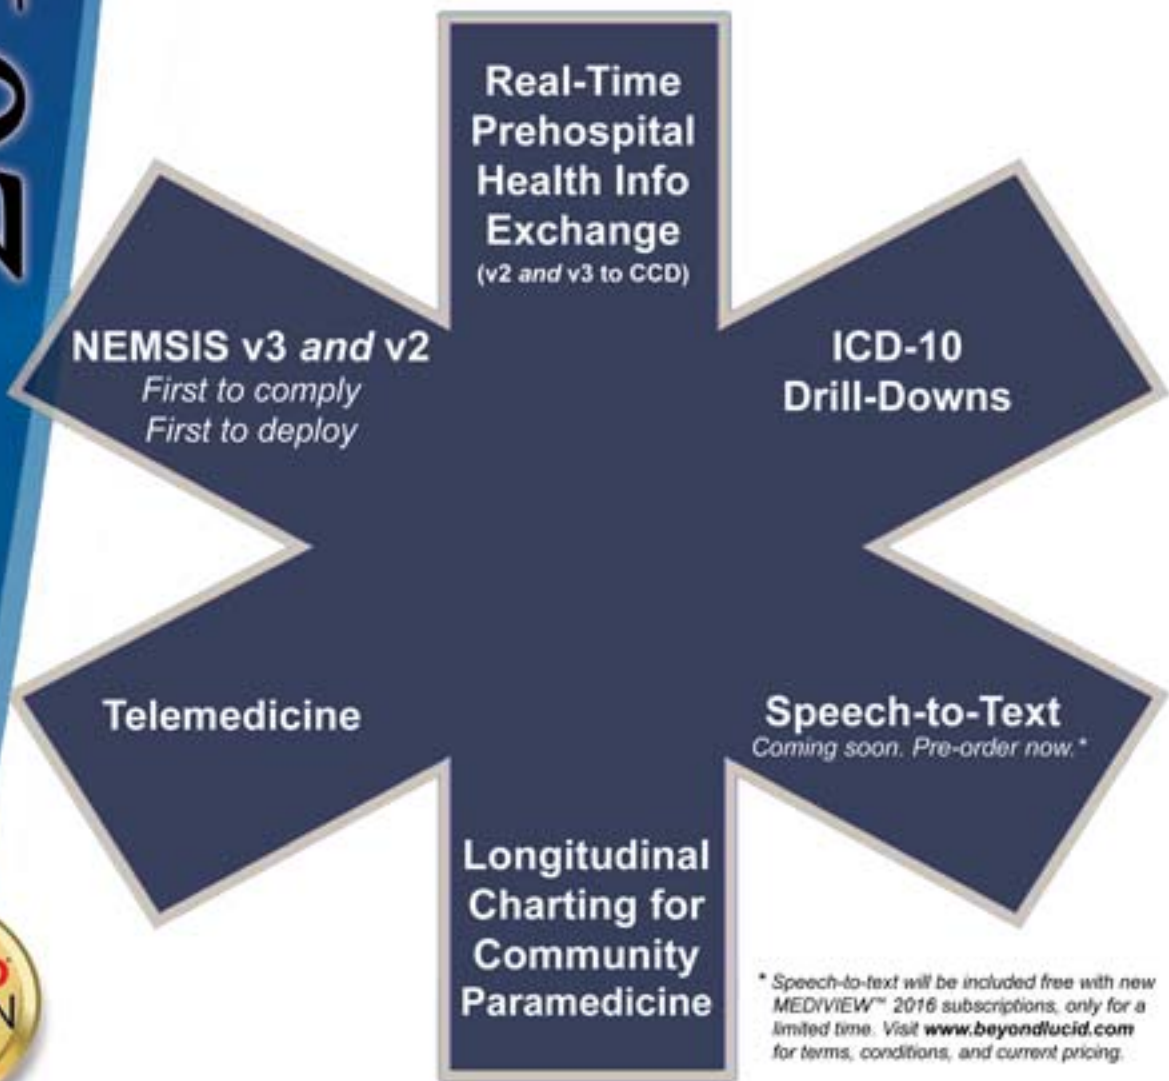 Real-Time
Prehospital
Health Info
Exchange
(v2 and v3 to CCD)
NEMSIS v3 and v2
First to comply
First to deploy
ICD-10
Drill-Downs
Telemedicine
Speech-to-Text
Coming soon. Pre-order now.*
Longitudinal
Charting for
Community
Paramedicine
* Speech-to-text will be included free with new
MEDIVIEW™ 2016 subscriptions, only for a
limited time. Visit www.beyondlucid.com
for terms, conditions, and current pricing.